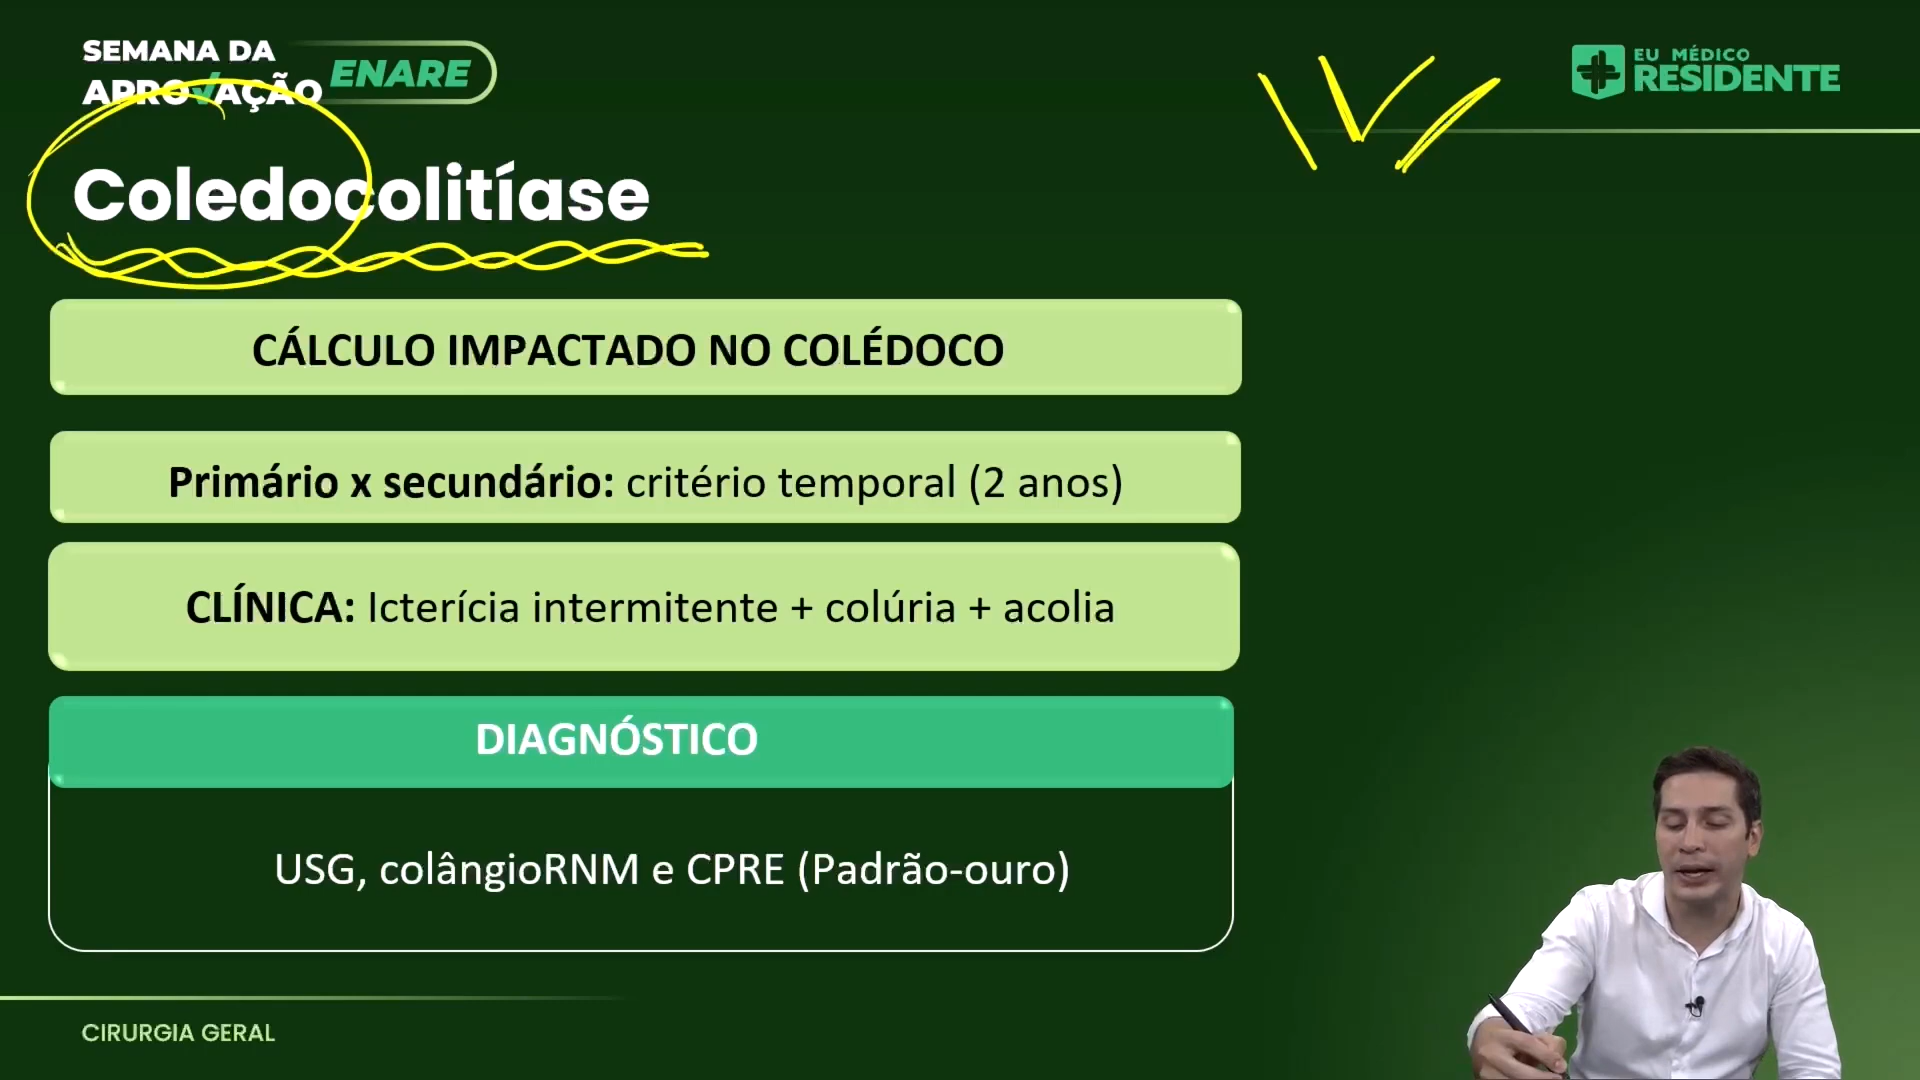 SEMANA DA
APROVAÇÃO ENARE
EU MÉDICO
RESIDENTE
Coledocolitíase
CÁLCULO IMPACTADO NO COLÉDOCO
Primário x secundário: critério temporal (2 anos)
CLÍNICA: Icterícia intermitente + colúria + acolia
DIAGNÓSTICO
USG, colângioRNM e CPRE (Padrão-ouro)
CIRURGIA GERAL